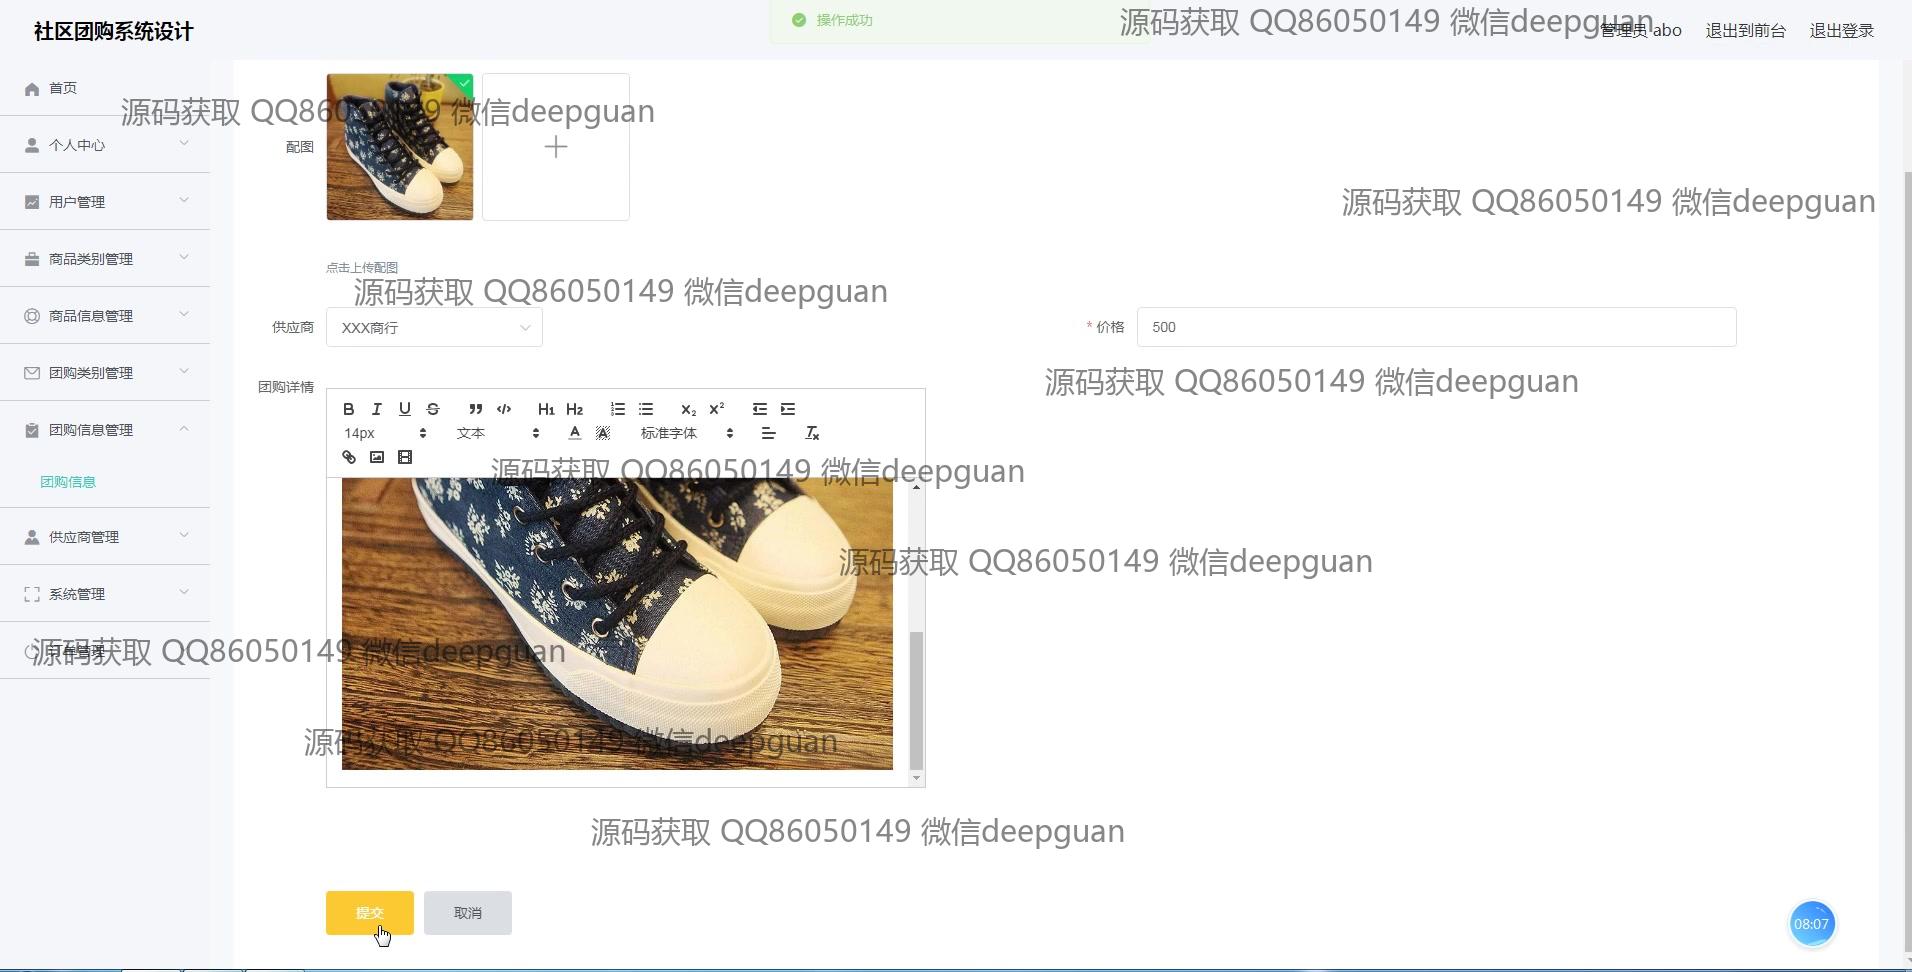 社区团购系统设计
操作成功
源码获取 QQ86050149 微信deepguan
管理员 abo
退出到前台
退出登录
首页
源码获取 QQ86050149 微信deepguan
个人中心
配图
用户管理
源码获取 QQ86050149 微信deepguan
商品类别管理
点击上传配图
源码获取 QQ86050149 微信deepguan
商品信息管理
供应商
XXX商行
* 价格
500
团购类别管理
源码获取 QQ86050149 微信deepguan
团购详情
B I U S H1 H2 X2 X2
14px 文本 A A 标准字体 Tx
团购信息管理
源码获取 QQ86050149 微信deepguan
团购信息
供应商管理
源码获取 QQ86050149 微信deepguan
系统管理
订单管理
源码获取 QQ86050149 微信deepguan
源码获取 QQ86050149 微信deepguan
源码获取 QQ86050149 微信deepguan
提交
取消
08:07